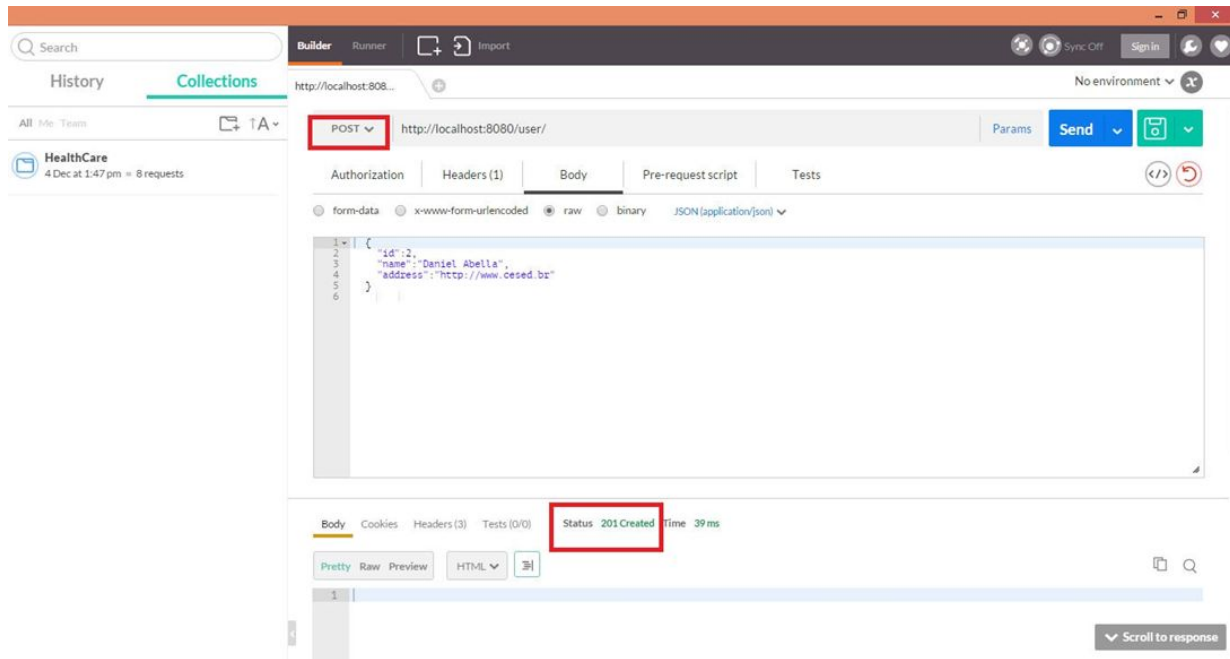 Search
Builder Runner Import Sync Off Sign in
History Collections
http://localhost:808... No environment
All Me Team ↑A
POST http://localhost:8080/user/ Params Send
HealthCare
4 Dec at 1:47 pm = 8 requests
Authorization Headers (1) Body Pre-request script Tests
form-data x-www-form-urlencoded raw binary JSON (application/json)
1 {
2 "id":2,
3 "name":"Daniel Abella",
4 "address":"http://www.cesed.br"
5 }
6
Body Cookies Headers (3) Tests (0/0) Status 201 Created Time 39 ms
Pretty Raw Preview HTML
1
Scroll to response